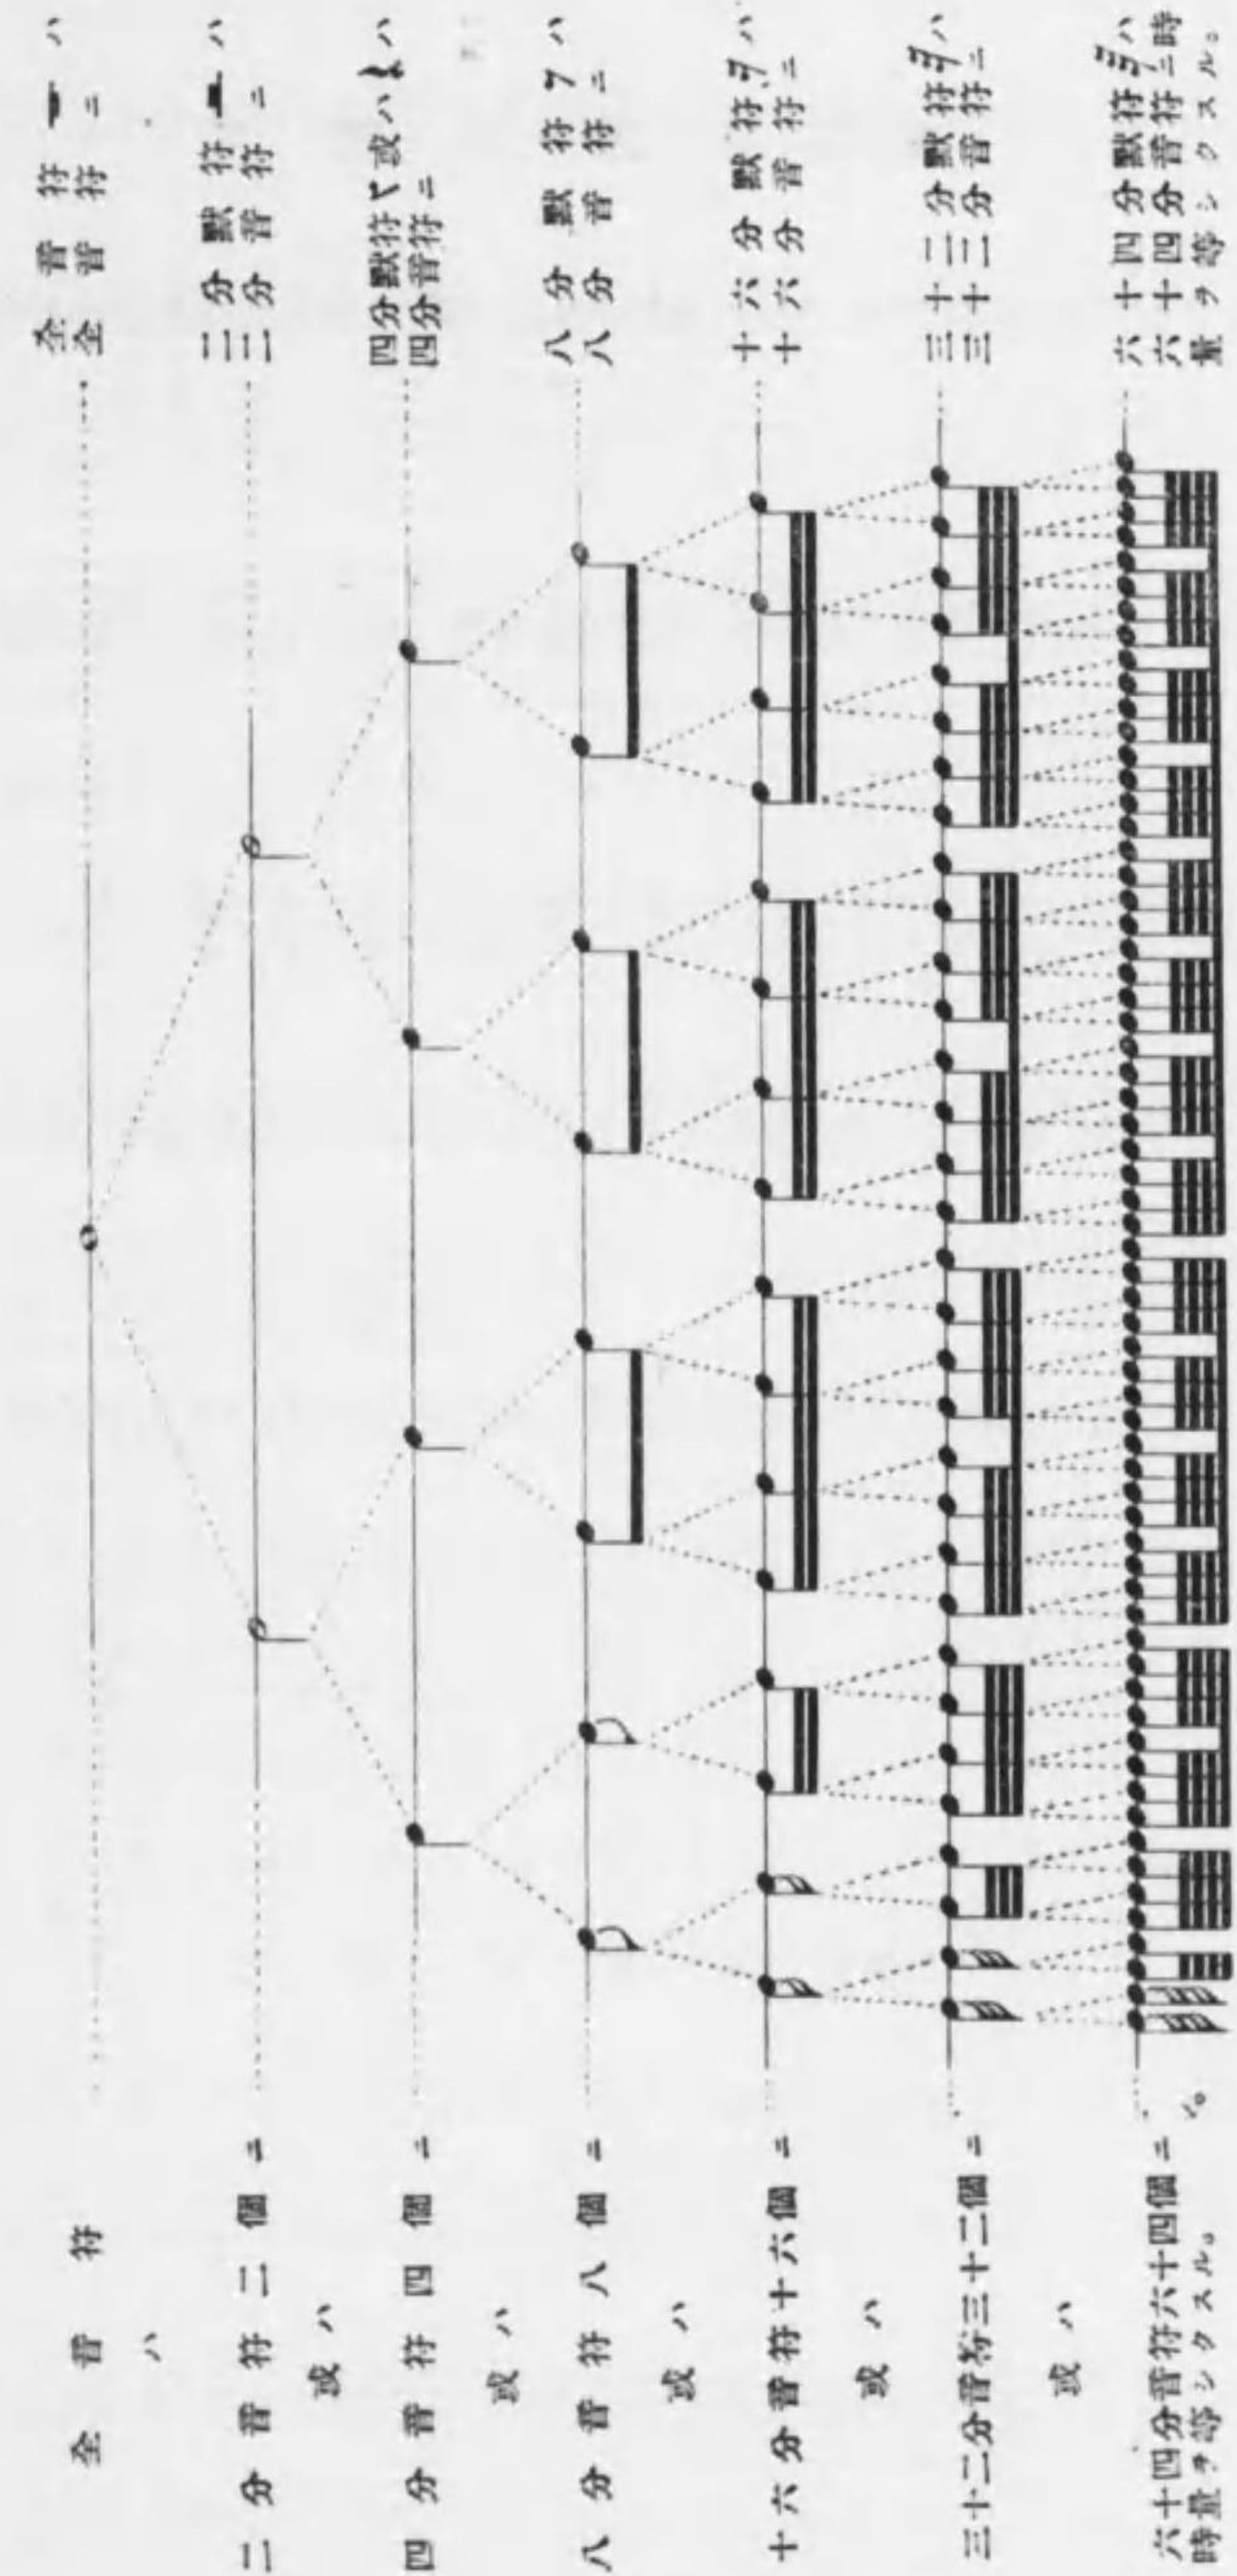 全音符
ハ
二分音符二個ニ
或ハ
四分音符四個ニ
或ハ
八分音符八個ニ
或ハ
十六分音符十六個ニ
或ハ
三十二分音符三十二個ニ
或ハ
六十四分音符六十四個ニ
時量ヲ等シクスル。
全音符𝄻ハ
全音符ニ
二分默符𝄼ハ
二分音符ニ
四分默符或ハ𝄽ハ
四分音符ニ
八分默符𝄾ハ
八分音符ニ
十六分默符𝄿ハ
十六分音符ニ
三十二分默符𝅀ハ
三十二分音符ニ
六十四分默符𝅁ハ
六十四分音符ニ時
量ヲ等シクスル。